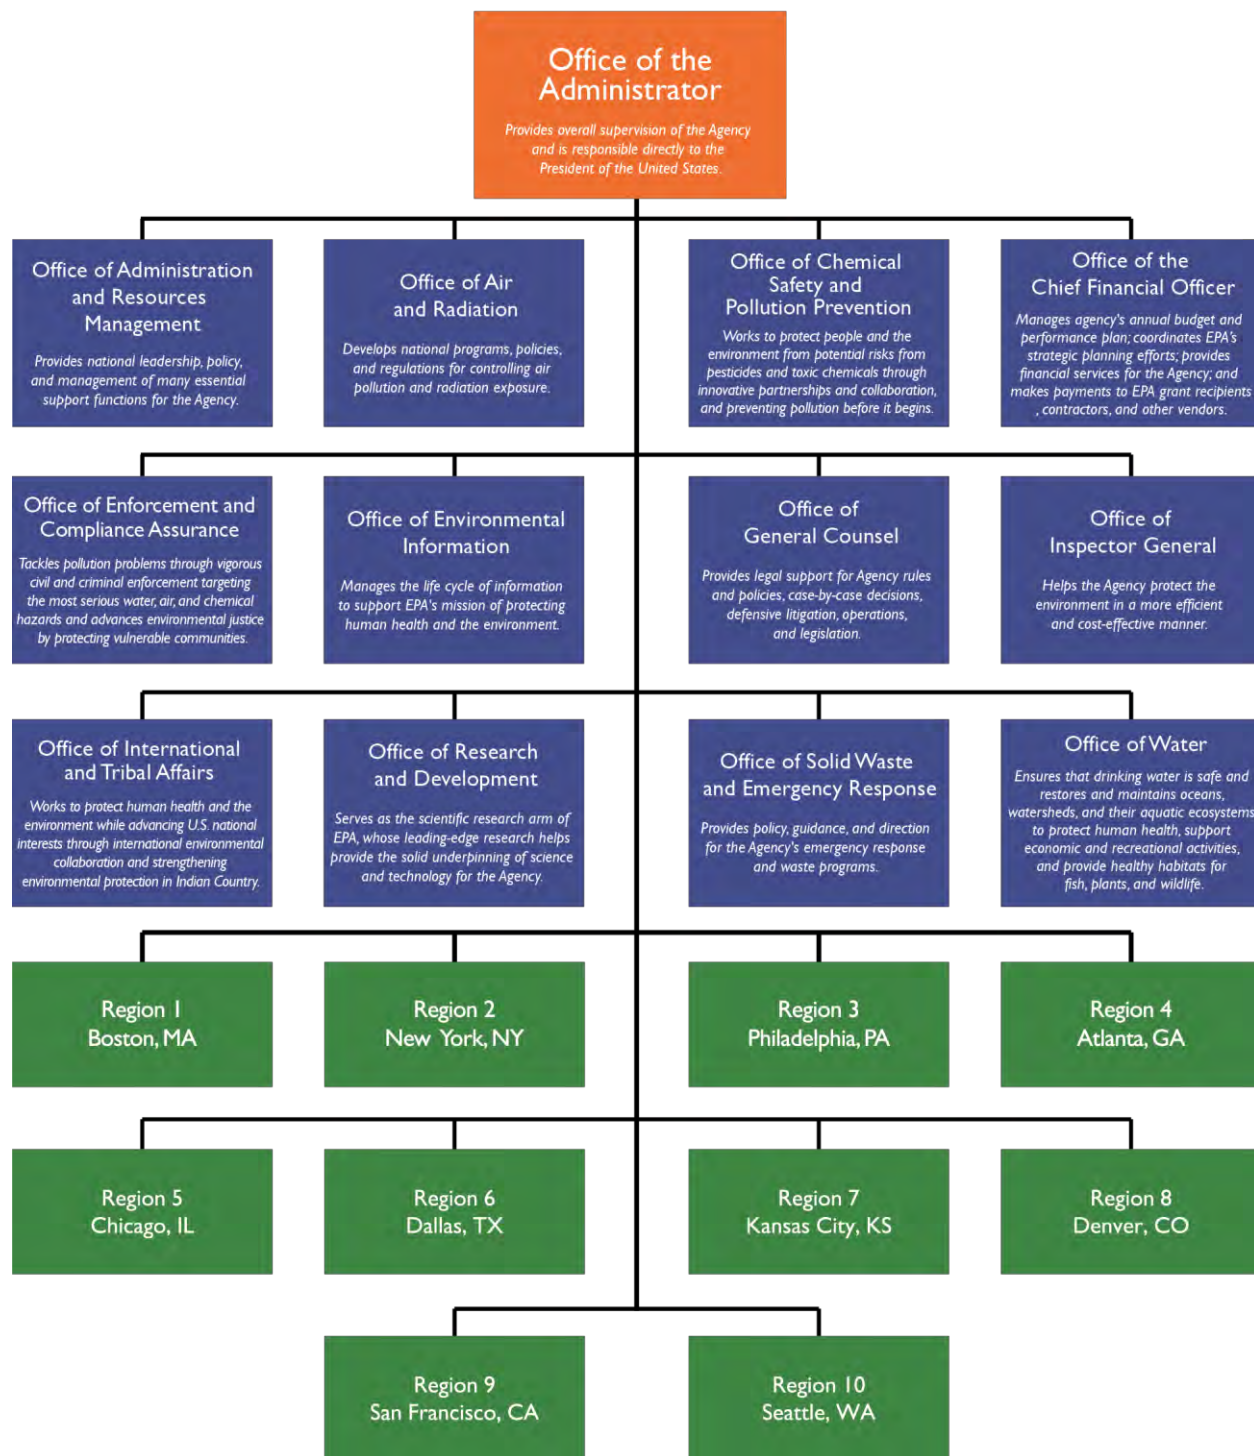 Office of the
Administrator
Provides overall supervision of the Agency
and is responsible directly to the
President of the United States.
Office of Administration
and Resources
Management
Provides national leadership, policy,
and management of many essential
support functions for the Agency.
Office of Air
and Radiation
Develops national programs, policies,
and regulations for controlling air
pollution and radiation exposure.
Office of Chemical
Safety and
Pollution Prevention
Works to protect people and the
environment from potential risks from
pesticides and toxic chemicals through
innovative partnerships and collaboration,
and preventing pollution before it begins.
Office of the
Chief Financial Officer
Manages agency's annual budget and
performance plan; coordinates EPA's
strategic planning efforts; provides
financial services for the Agency; and
makes payments to EPA grant recipients
, contractors, and other vendors.
Office of Enforcement and
Compliance Assurance
Tackles pollution problems through vigorous
civil and criminal enforcement targeting
the most serious water, air, and chemical
hazards and advances environmental justice
by protecting vulnerable communities.
Office of Environmental
Information
Manages the life cycle of information
to support EPA's mission of protecting
human health and the environment.
Office of
General Counsel
Provides legal support for Agency rules
and policies, case-by-case decisions,
defensive litigation, operations,
and legislation.
Office of
Inspector General
Helps the Agency protect the
environment in a more efficient
and cost-effective manner.
Office of International
and Tribal Affairs
Works to protect human health and the
environment while advancing U.S. national
interests through international environmental
collaboration and strengthening
environmental protection in Indian Country.
Office of Research
and Development
Serves as the scientific research arm of
EPA, whose leading-edge research helps
provide the solid underpinning of science
and technology for the Agency.
Office of Solid Waste
and Emergency Response
Provides policy, guidance, and direction
for the Agency's emergency response
and waste programs.
Office of Water
Ensures that drinking water is safe and
restores and maintains oceans,
watersheds, and their aquatic ecosystems
to protect human health, support
economic and recreational activities,
and provide healthy habitats for
fish, plants, and wildlife.
Region 1
Boston, MA
Region 2
New York, NY
Region 3
Philadelphia, PA
Region 4
Atlanta, GA
Region 5
Chicago, IL
Region 6
Dallas, TX
Region 7
Kansas City, KS
Region 8
Denver, CO
Region 9
San Francisco, CA
Region 10
Seattle, WA